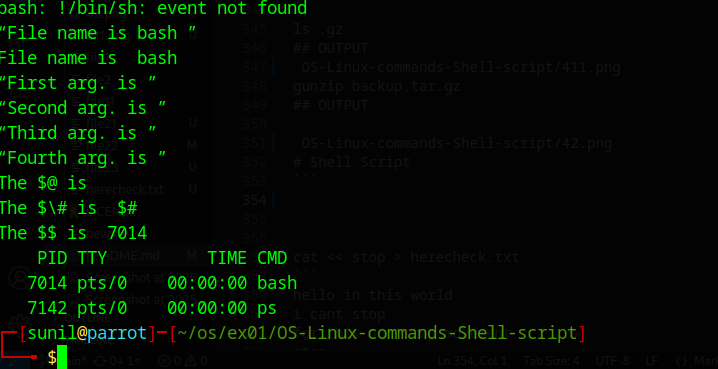 bash: !/bin/sh: event not found
“File name is bash ”
File name is  bash
“First arg. is ”
“Second arg. is ”
“Third arg. is ”
“Fourth arg. is ”
The $@ is
The $\# is  $#
The $$ is  7014
PID TTY          TIME CMD
7014 pts/0    00:00:00 bash
7142 pts/0    00:00:00 ps
[sunil@parrot]─[~/os/ex01/OS-Linux-commands-Shell-script]
$
345
ls .gz
346
## OUTPUT
347 OS-Linux-commands-Shell-script/411.png
348
gunzip backup.tar.gz
349 ## OUTPUT
350
351 OS-Linux-commands-Shell-script/42.png
352 # Shell Script
353 ```
354
355
cat << stop > herecheck.txt
hello in this world
i cant stop
herecheck.txt
Ln 354, Col 1 Tab Size: 4 UTF-8 LF